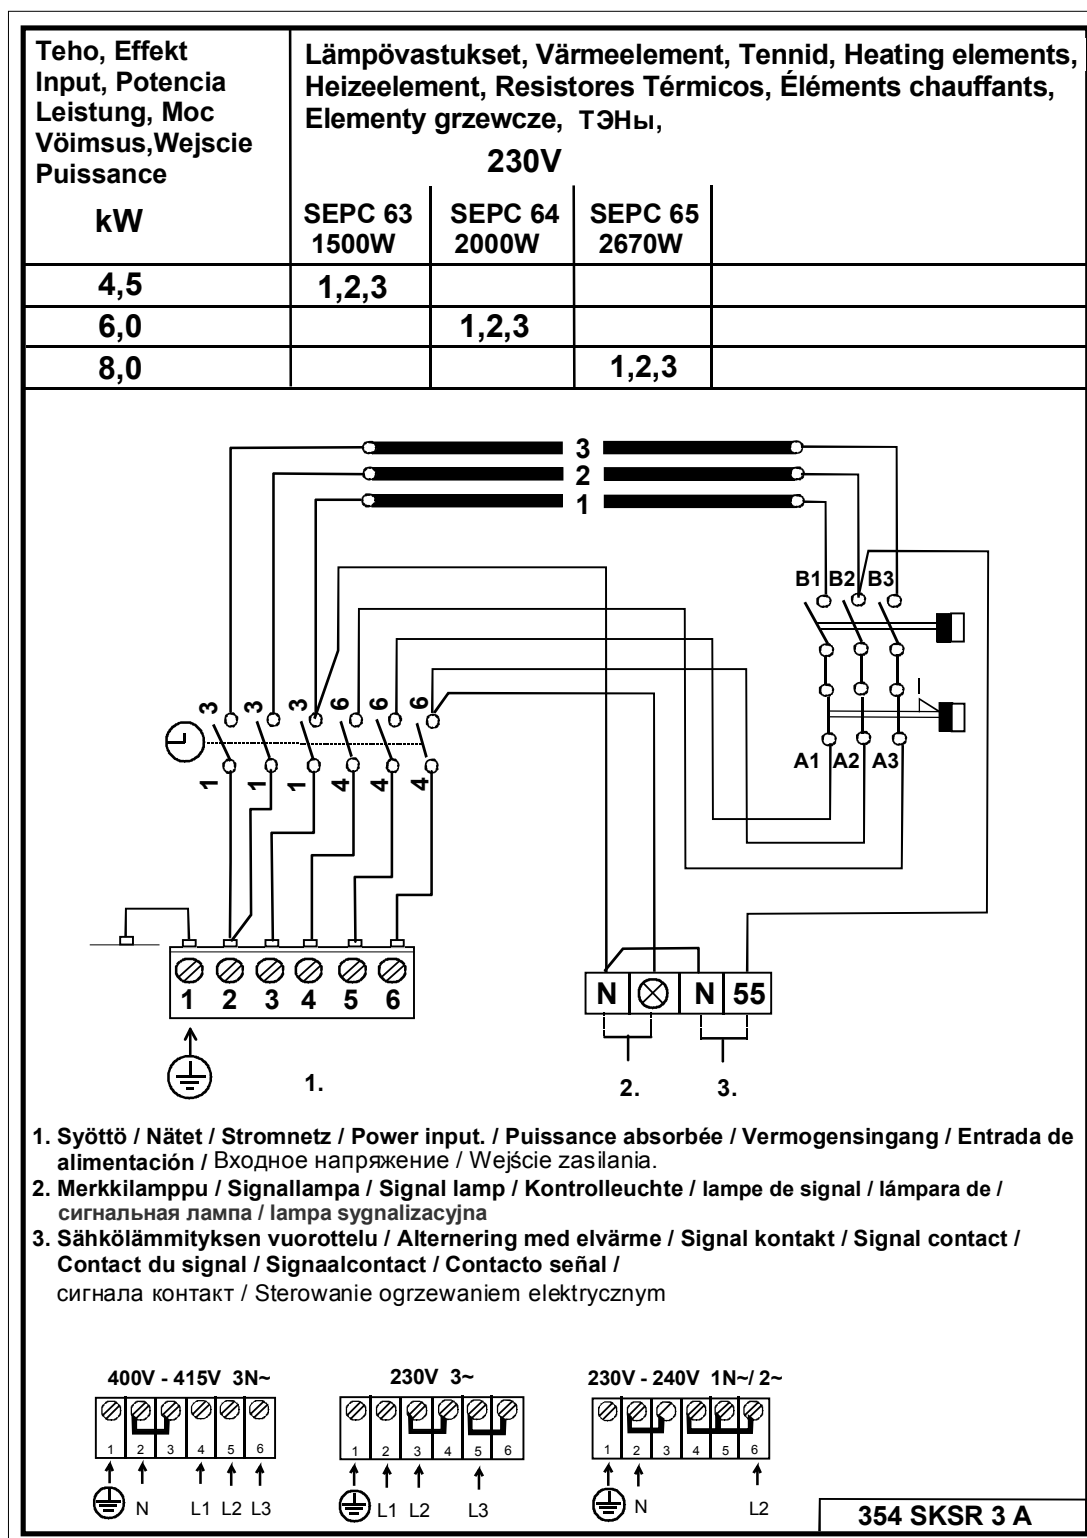 Teho, Effekt
Input, Potencia
Leistung, Moc
Vöimsus,Wejscie
Puissance
kW
Lämpövastukset, Värmeelement, Tennid, Heating elements,
Heizeelement, Resistores Térmicos, Éléments chauffants,
Elementy grzewcze, ТЭНы,
230V
SEPC 63 SEPC 64 SEPC 65
1500W 2000W 2670W
4,5 1,2,3
6,0 1,2,3
8,0 1,2,3
3
2
1
B1 B2 B3
3 3 3 6 6 6
1 1 1 4 4 4
A1 A2 A3
1 2 3 4 5 6
N N 55
1. 2. 3.
1. Syöttö / Nätet / Stromnetz / Power input. / Puissance absorbée / Vermogensingang / Entrada de
alimentación / Входное напряжение / Wejście zasilania.
2. Merkkilamppu / Signallampa / Signal lamp / Kontrolleuchte / lampe de signal / lámpara de /
сигнальная лампа / lampa sygnalizacyjna
3. Sähkölämmityksen vuorottelu / Alternering med elvärme / Signal kontakt / Signal contact /
Contact du signal / Signaalcontact / Contacto señal /
сигнала контакт / Sterowanie ogrzewaniem elektrycznym
400V - 415V 3N~
1 2 3 4 5 6
N L1 L2 L3
230V 3~
1 2 3 4 5 6
L1 L2 L3
230V - 240V 1N~/ 2~
1 2 3 4 5 6
N L2
354 SKSR 3 A